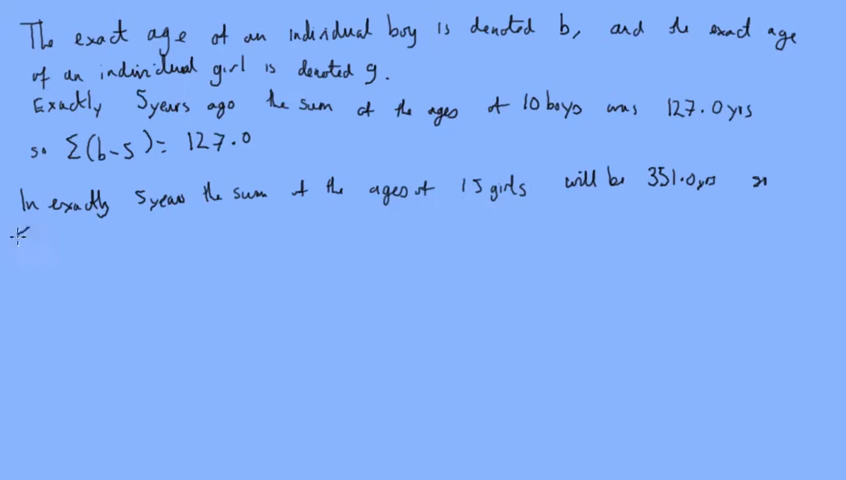 The exact age of an individual boy is denoted b, and the exact age
of an individual girl is denoted g.
Exactly 5 years ago the sum of the ages of 10 boys was 127.0 yrs
so Σ(b-5) = 127.0
In exactly 5 years the sum of the ages of 15 girls will be 351.0 yrs so